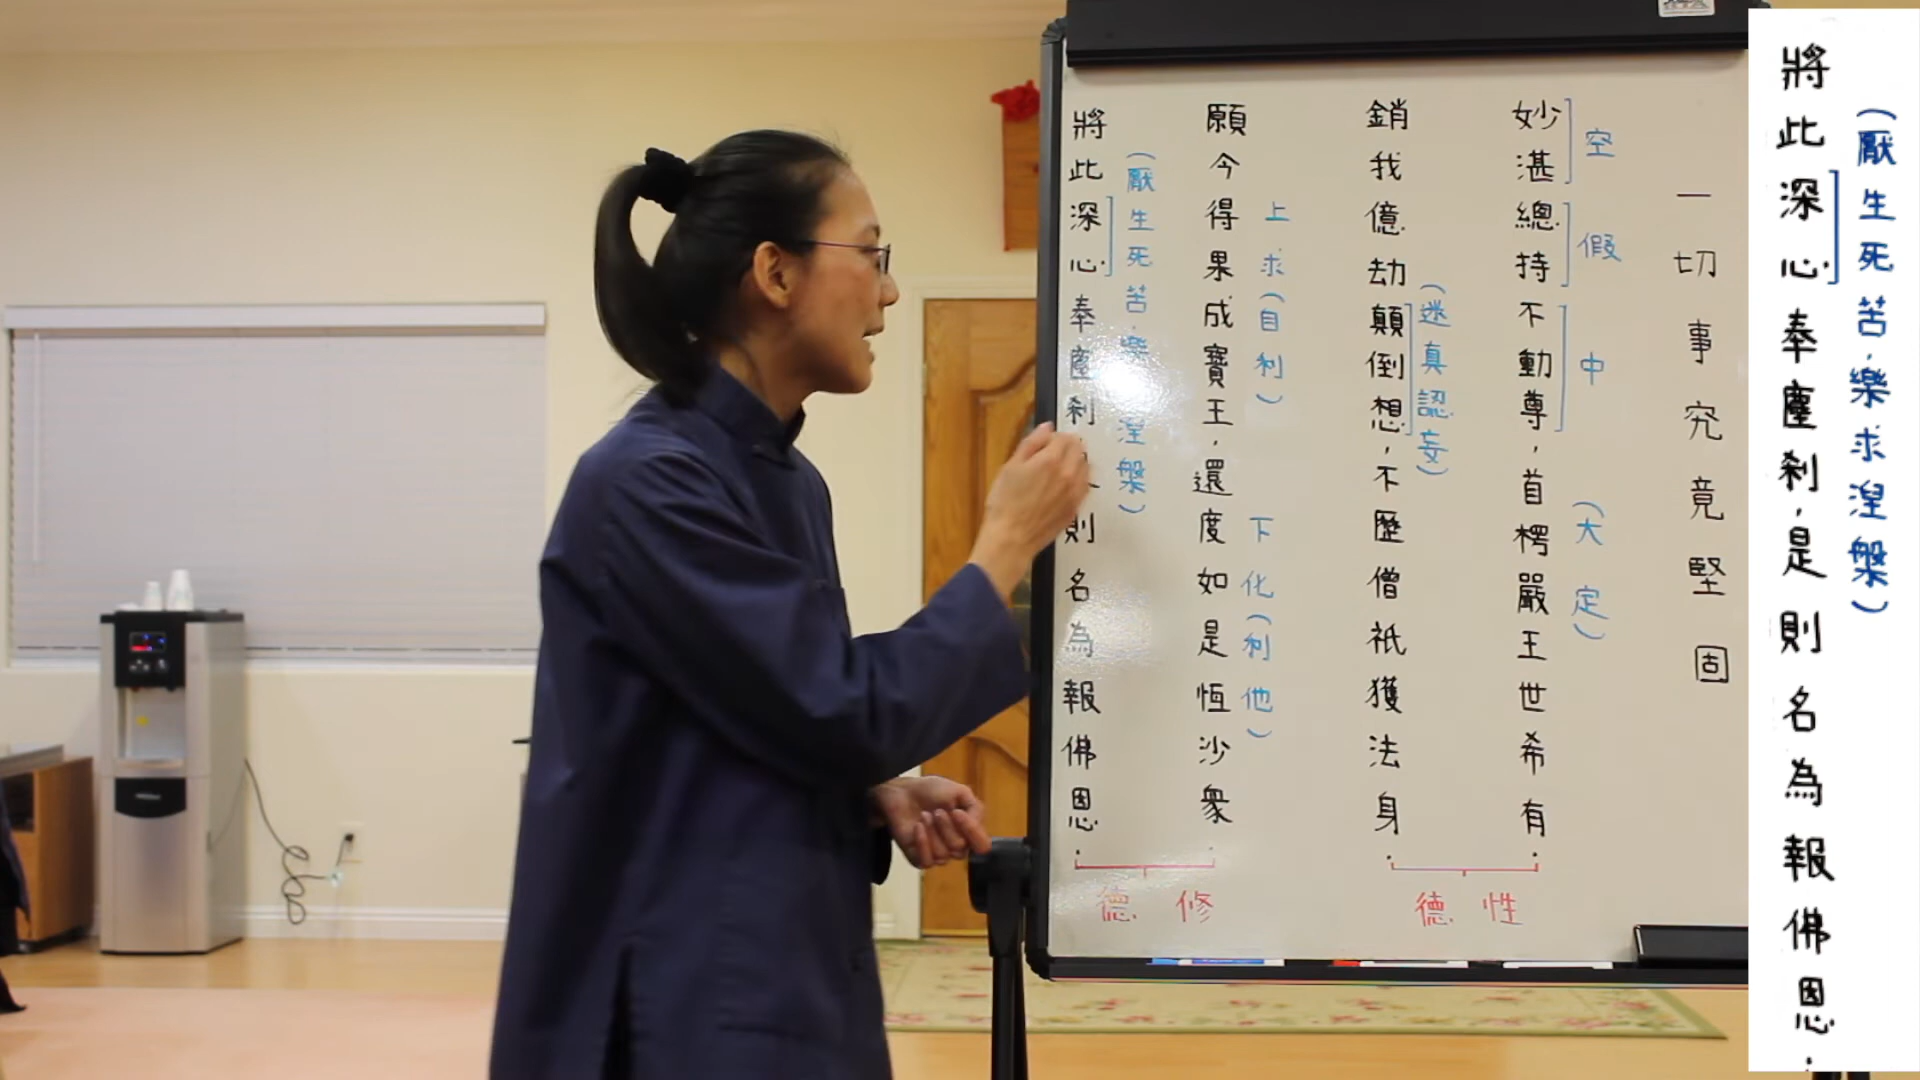 一切事究竟堅固
妙湛總持不動尊，首楞嚴王世希有．
空
假
中
(大定)
銷我億劫顛倒想，不歷僧祇獲法身．
(迷真認妄)
願今得果成寶王，還度如是恆沙眾．
上求(自利)
下化(利他)
將此深心奉塵剎
則名為報佛恩．
(厭生死苦，樂
涅槃)
德性
德修
(厭生死苦，樂求涅槃)
將此深心奉塵剎，是則名為報佛恩．